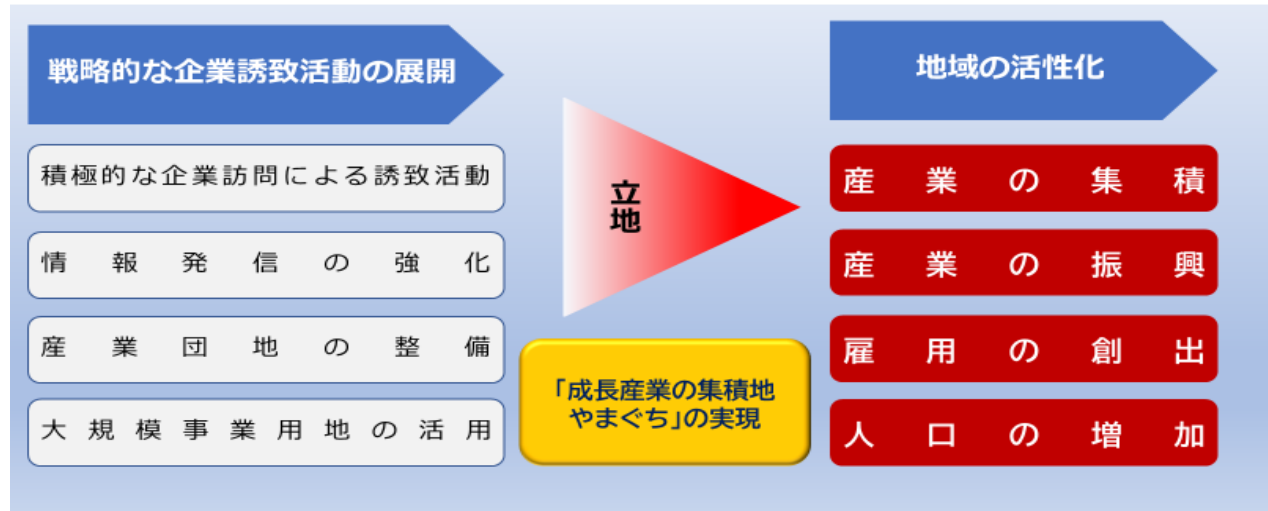 戦略的な企業誘致活動の展開
積極的な企業訪問による誘致活動
情報発信の強化
産業団地の整備
大規模事業用地の活用
立地
「成長産業の集積地
やまぐち」の実現
地域の活性化
産業の集積
産業の振興
雇用の創出
人口の増加